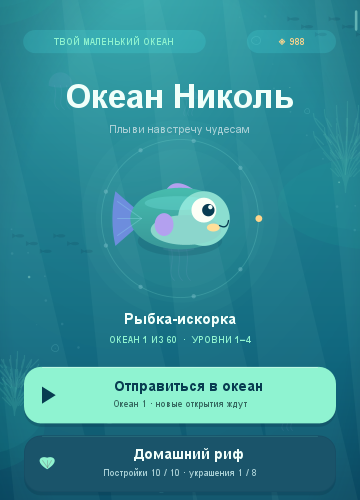 ТВОЙ МАЛЕНЬКИЙ ОКЕАН
988
Океан Николь
Плыви навстречу чудесам
Рыбка-искорка
ОКЕАН 1 ИЗ 60 · УРОВНИ 1–4
Отправиться в океан
Океан 1 · новые открытия ждут
Домашний риф
Постройки 10 / 10 · украшения 1 / 8